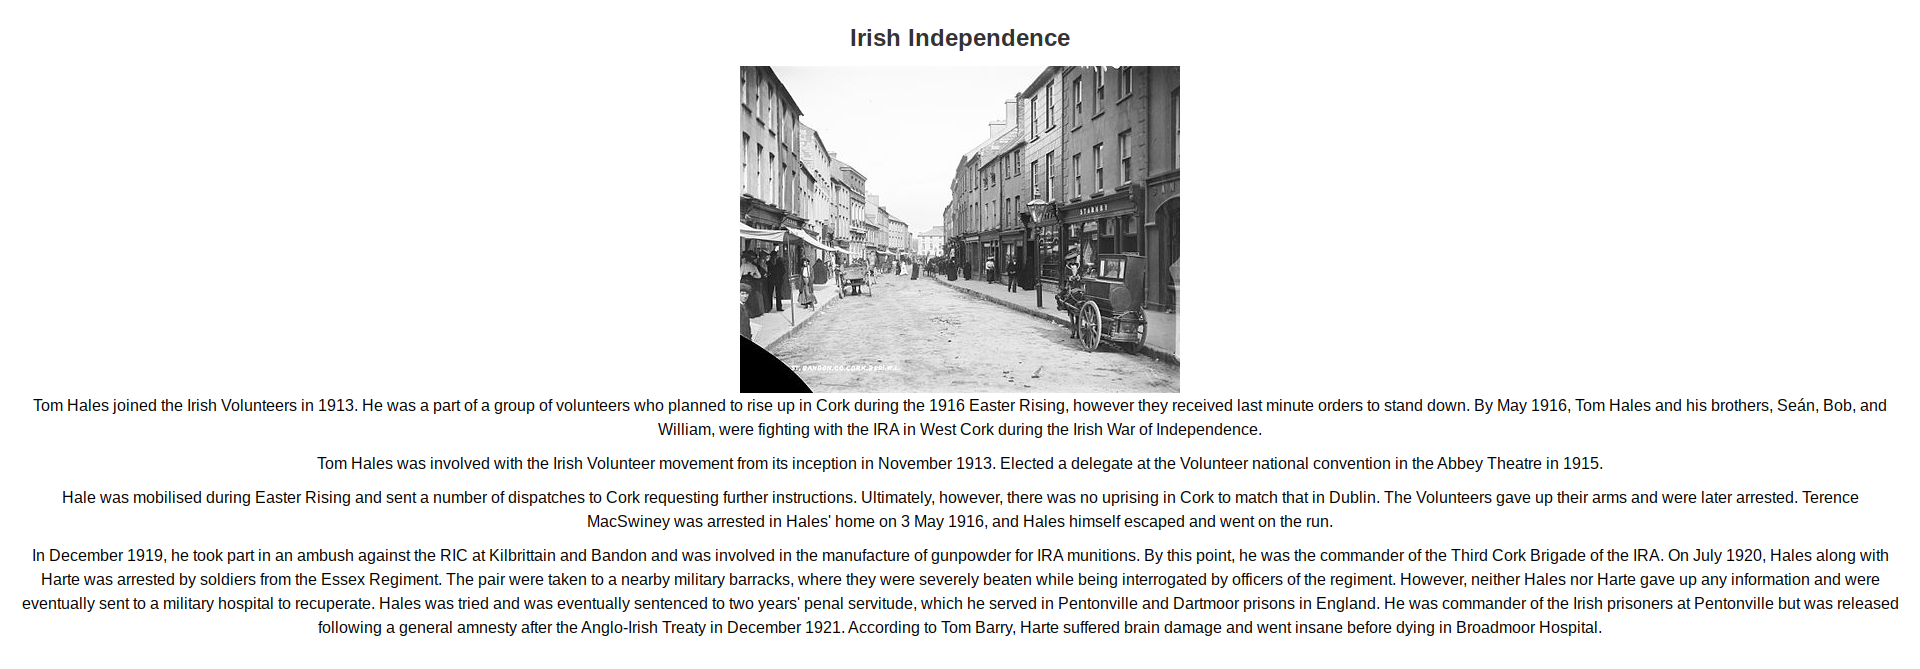 Irish Independence
STARKEY
ST. BANDON. CO. CORK.
Tom Hales joined the Irish Volunteers in 1913. He was a part of a group of volunteers who planned to rise up in Cork during the 1916 Easter Rising, however they received last minute orders to stand down. By May 1916, Tom Hales and his brothers, Seán, Bob, and
William, were fighting with the IRA in West Cork during the Irish War of Independence.
Tom Hales was involved with the Irish Volunteer movement from its inception in November 1913. Elected a delegate at the Volunteer national convention in the Abbey Theatre in 1915.
Hale was mobilised during Easter Rising and sent a number of dispatches to Cork requesting further instructions. Ultimately, however, there was no uprising in Cork to match that in Dublin. The Volunteers gave up their arms and were later arrested. Terence
MacSwiney was arrested in Hales' home on 3 May 1916, and Hales himself escaped and went on the run.
In December 1919, he took part in an ambush against the RIC at Kilbrittain and Bandon and was involved in the manufacture of gunpowder for IRA munitions. By this point, he was the commander of the Third Cork Brigade of the IRA. On July 1920, Hales along with
Harte was arrested by soldiers from the Essex Regiment. The pair were taken to a nearby military barracks, where they were severely beaten while being interrogated by officers of the regiment. However, neither Hales nor Harte gave up any information and were
eventually sent to a military hospital to recuperate. Hales was tried and was eventually sentenced to two years' penal servitude, which he served in Pentonville and Dartmoor prisons in England. He was commander of the Irish prisoners at Pentonville but was released
following a general amnesty after the Anglo-Irish Treaty in December 1921. According to Tom Barry, Harte suffered brain damage and went insane before dying in Broadmoor Hospital.